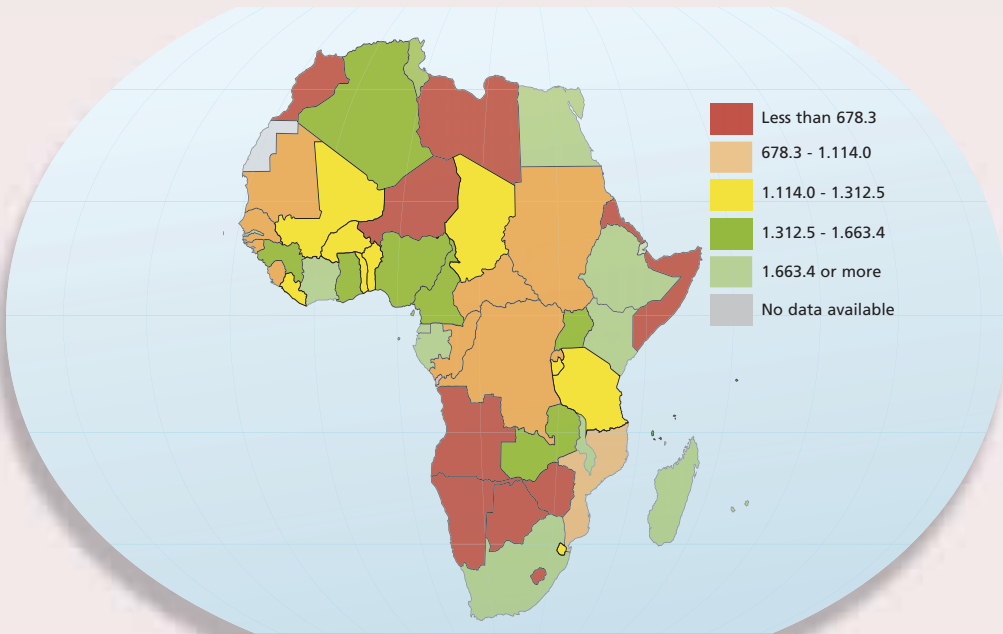 Less than 678.3
678.3 - 1.114.0
1.114.0 - 1.312.5
1.312.5 - 1.663.4
1.663.4 or more
No data available